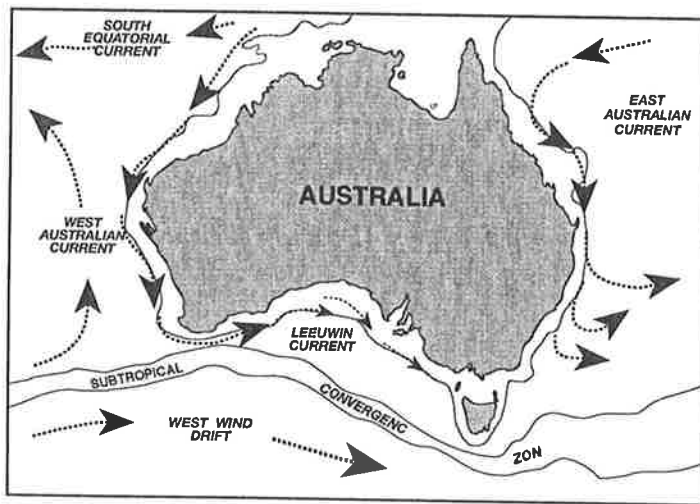 SOUTH
EQUATORIAL
CURRENT
EAST
AUSTRALIAN
CURRENT
AUSTRALIA
WEST
AUSTRALIAN
CURRENT
LEEUWIN
CURRENT
SUBTROPICAL
CONVERGENC
ZON
WEST WIND
DRIFT